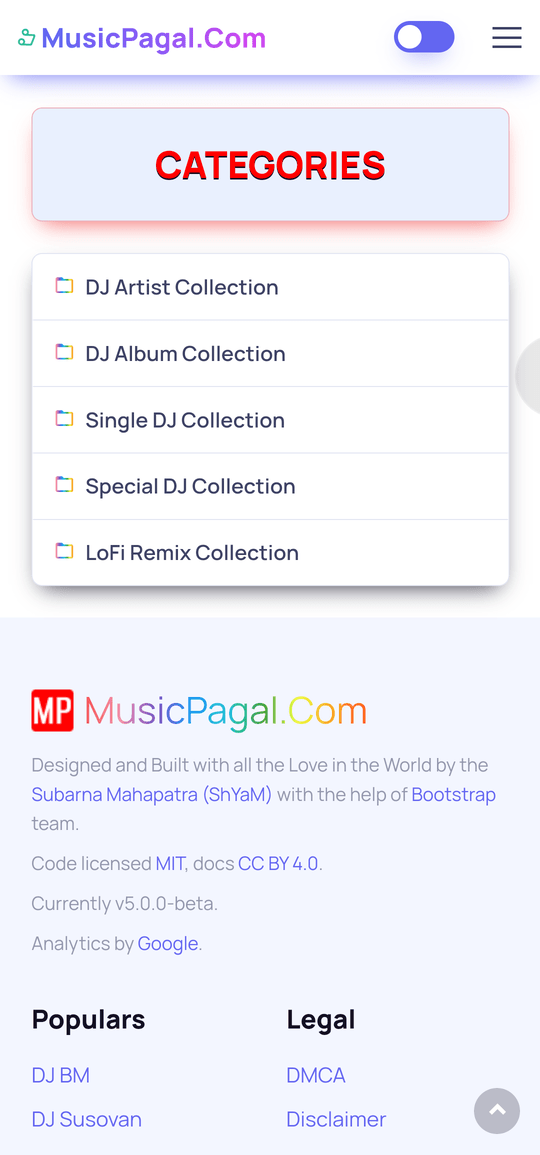 MusicPagal.Com
CATEGORIES
DJ Artist Collection
DJ Album Collection
Single DJ Collection
Special DJ Collection
LoFi Remix Collection
MP MusicPagal.Com
Designed and Built with all the Love in the World by the
Subarna Mahapatra (ShYaM) with the help of Bootstrap
team.
Code licensed MIT, docs CC BY 4.0.
Currently v5.0.0-beta.
Analytics by Google.
Populars
DJ BM
DJ Susovan
Legal
DMCA
Disclaimer